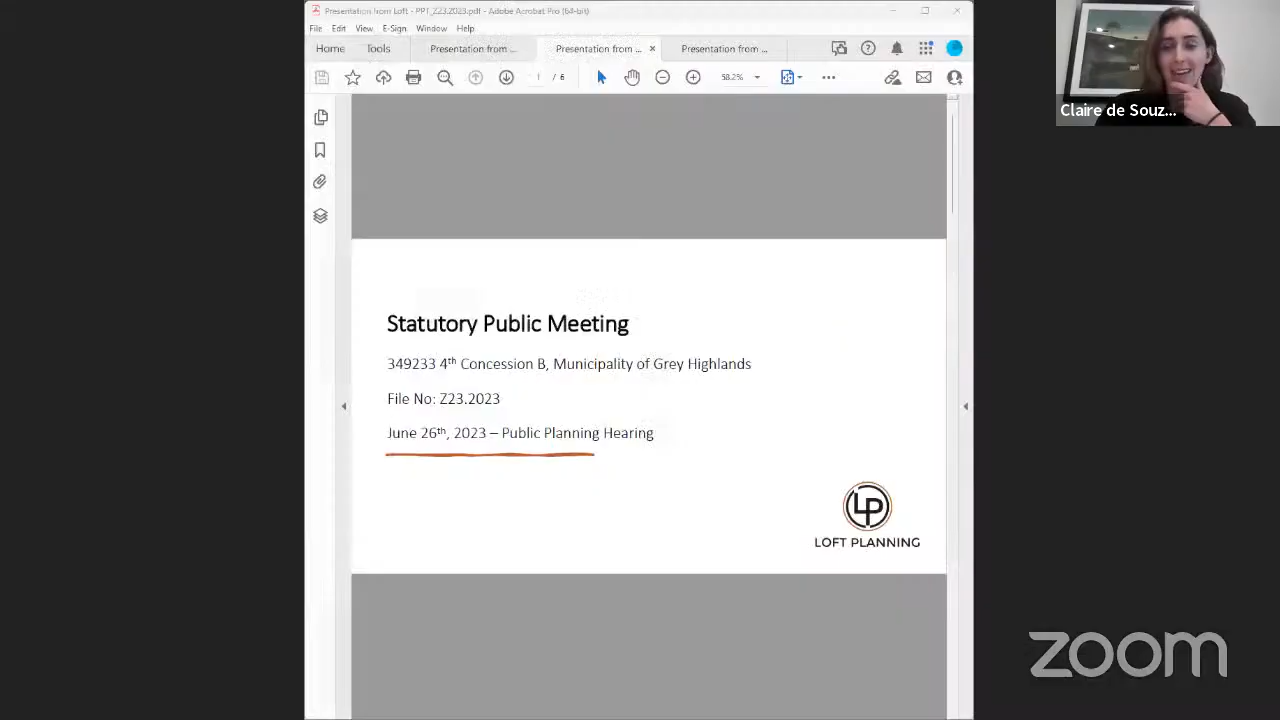 Presentation from Loft - PPT_Z23.2023.pdf - Adobe Acrobat Pro (64-bit)
File Edit View E-Sign Window Help
Home Tools Presentation from ... Presentation from ... × Presentation from ...
1 / 6 58.2%
Claire de Souz...
Statutory Public Meeting
349233 4th Concession B, Municipality of Grey Highlands
File No: Z23.2023
June 26th, 2023 – Public Planning Hearing
LP
LOFT PLANNING
zoom